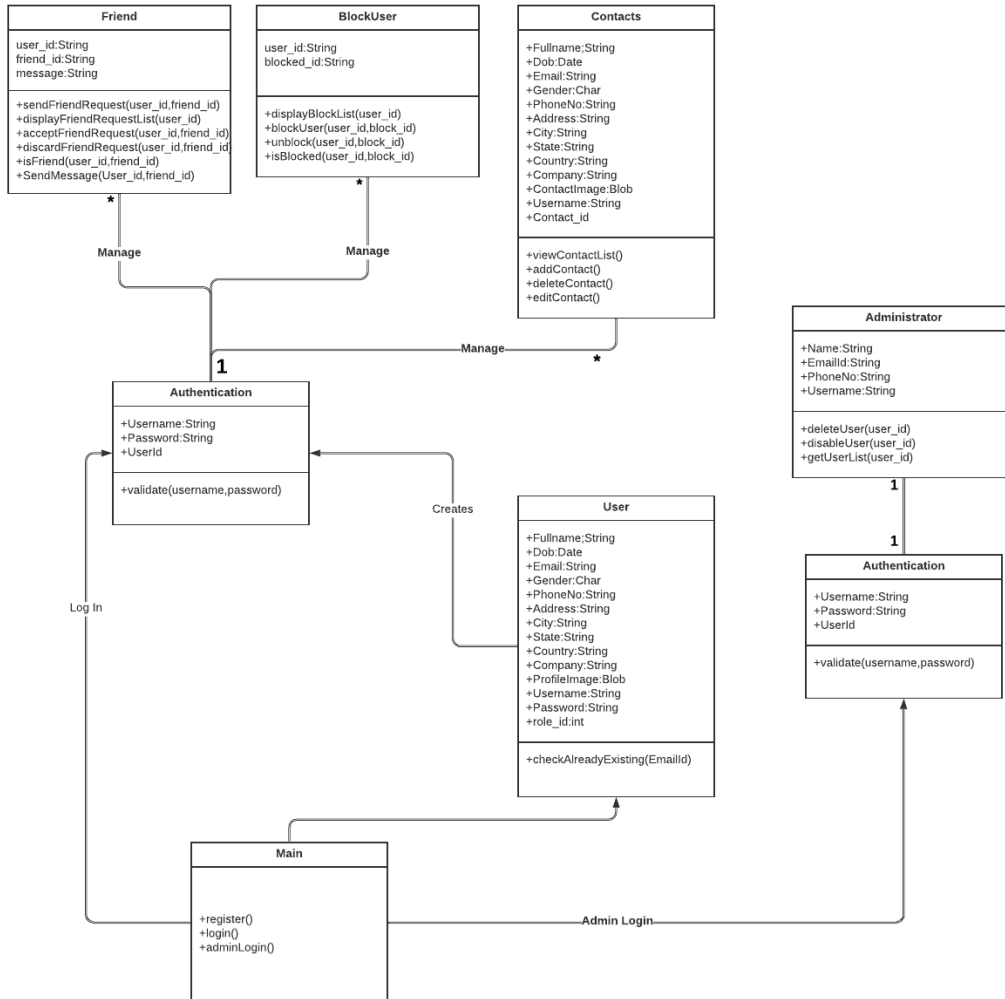 Friend
user_id:String
friend_id:String
message:String
+sendFriendRequest(user_id,friend_id)
+displayFriendRequestList(user_id)
+acceptFriendRequest(user_id,friend_id)
+discardFriendRequest(user_id,friend_id)
+isFriend(user_id,friend_id)
+SendMessage(User_id,friend_id)
*
Manage
BlockUser
user_id:String
blocked_id:String
+displayBlockList(user_id)
+blockUser(user_id,block_id)
+unblock(user_id,block_id)
+isBlocked(user_id,block_id)
*
Manage
Contacts
+Fullname;String
+Dob:Date
+Email:String
+Gender:Char
+PhoneNo:String
+Address:String
+City:String
+State:String
+Country:String
+Company:String
+ContactImage:Blob
+Username:String
+Contact_id
+viewContactList()
+addContact()
+deleteContact()
+editContact()
Manage
*
1
Authentication
+Username:String
+Password:String
+UserId
+validate(username,password)
Administrator
+Name:String
+EmailId:String
+PhoneNo:String
+Username:String
+deleteUser(user_id)
+disableUser(user_id)
+getUserList(user_id)
1
1
Authentication
+Username:String
+Password:String
+UserId
+validate(username,password)
Creates
User
+Fullname;String
+Dob:Date
+Email:String
+Gender:Char
+PhoneNo:String
+Address:String
+City:String
+State:String
+Country:String
+Company:String
+ProfileImage:Blob
+Username:String
+Password:String
+role_id:int
+checkAlreadyExisting(EmailId)
Log In
Main
+register()
+login()
+adminLogin()
Admin Login